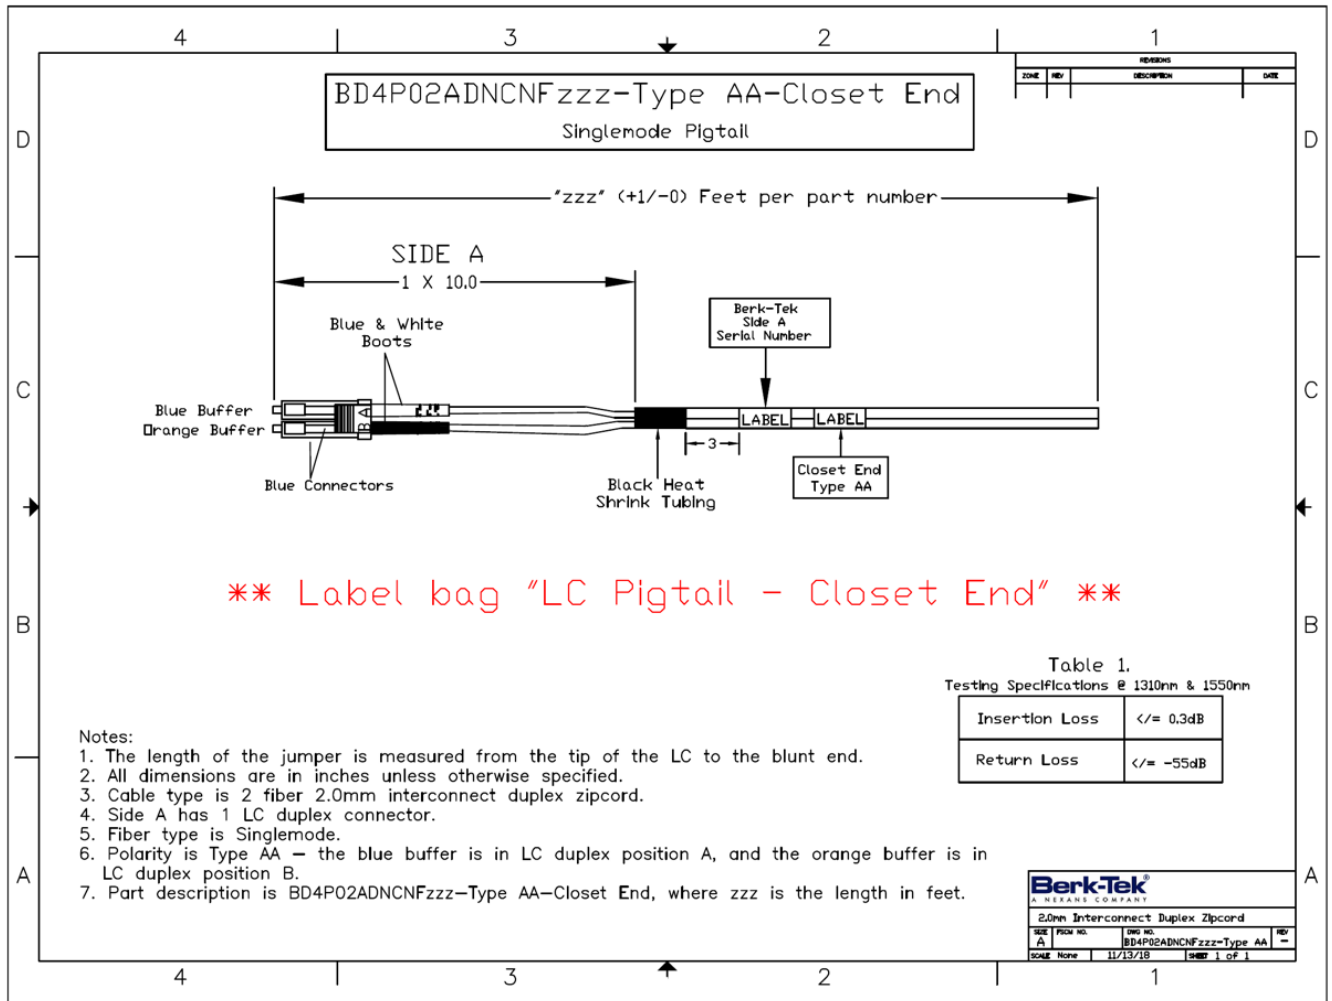 4 3 2 1
REVISIONS
ZONE REV DESCRIPTION DATE
BD4P02ADNCNFzzz-Type AA-Closet End
Singlemode Pigtail
D D
"zzz" (+1/-0) Feet per part number
SIDE A
1 X 10.0
Berk-Tek
Side A
Serial Number
Blue & White
Boots
C C
Blue Buffer
Orange Buffer
A
B
LABEL LABEL
3
Blue Connectors
Black Heat
Shrink Tubing
Closet End
Type AA
** Label bag "LC Pigtail - Closet End" **
B B
Table 1.
Testing Specifications @ 1310nm & 1550nm
Insertion Loss </= 0.3dB
Return Loss </= -55dB
Notes:
1. The length of the jumper is measured from the tip of the LC to the blunt end.
2. All dimensions are in inches unless otherwise specified.
3. Cable type is 2 fiber 2.0mm interconnect duplex zipcord.
4. Side A has 1 LC duplex connector.
5. Fiber type is Singlemode.
6. Polarity is Type AA – the blue buffer is in LC duplex position A, and the orange buffer is in
LC duplex position B.
7. Part description is BD4P02ADNCNFzzz–Type AA–Closet End, where zzz is the length in feet.
A A
Berk-Tek®
A NEXANS COMPANY
2.0mm Interconnect Duplex Zipcord
SIZE FSCM NO. DWG NO. REV
A BD4P02ADNCNFzzz-Type AA -
SCALE None 11/13/18 SHEET 1 of 1
4 3 2 1